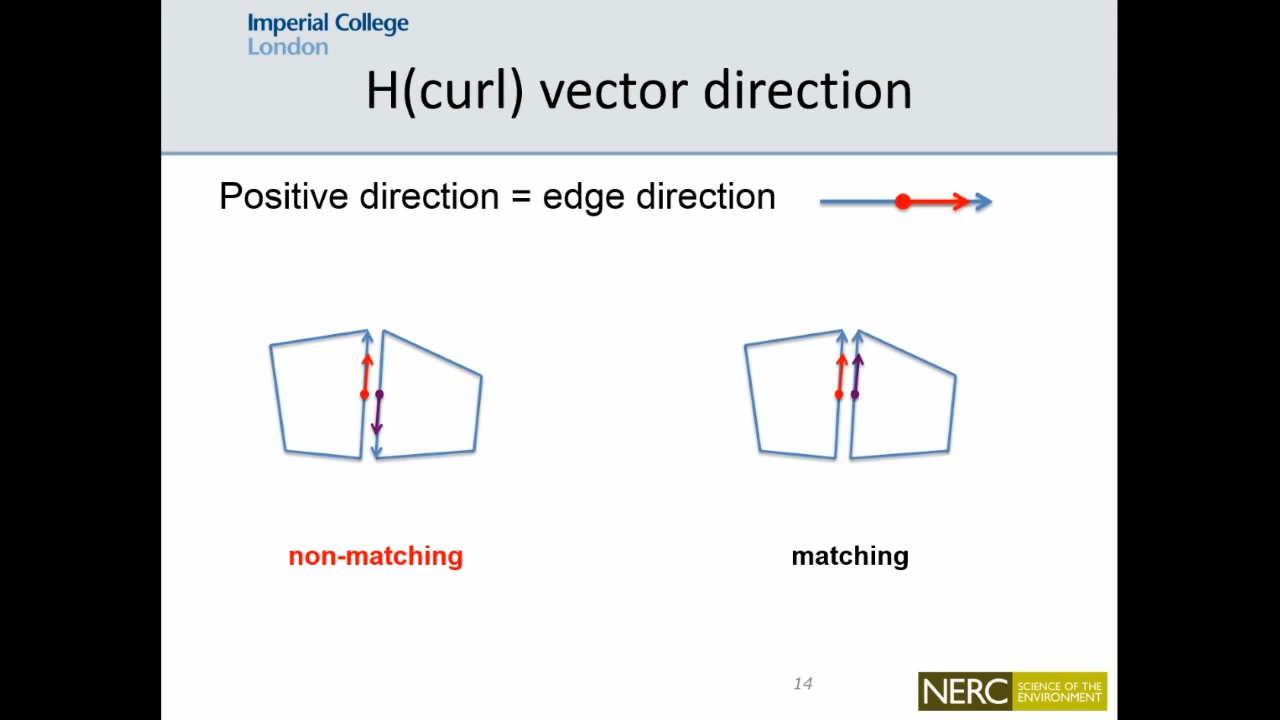 Imperial College
London
H(curl) vector direction
Positive direction = edge direction
non-matching
matching
14
NERC
SCIENCE OF THE
ENVIRONMENT